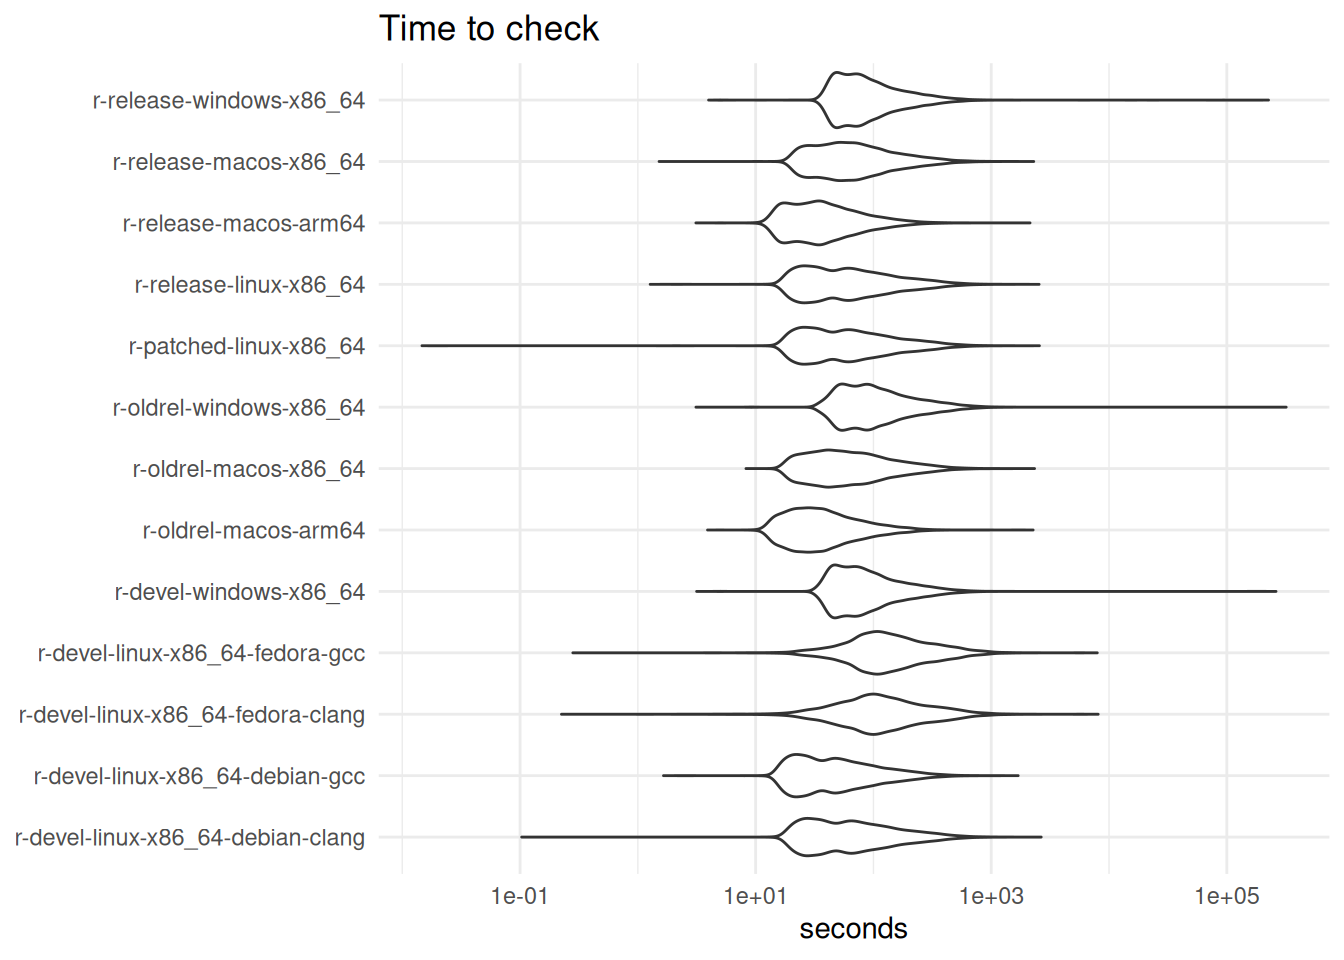 Time to check
r-release-windows-x86_64
r-release-macos-x86_64
r-release-macos-arm64
r-release-linux-x86_64
r-patched-linux-x86_64
r-oldrel-windows-x86_64
r-oldrel-macos-x86_64
r-oldrel-macos-arm64
r-devel-windows-x86_64
r-devel-linux-x86_64-fedora-gcc
r-devel-linux-x86_64-fedora-clang
r-devel-linux-x86_64-debian-gcc
r-devel-linux-x86_64-debian-clang
1e-01 1e+01 1e+03 1e+05
seconds